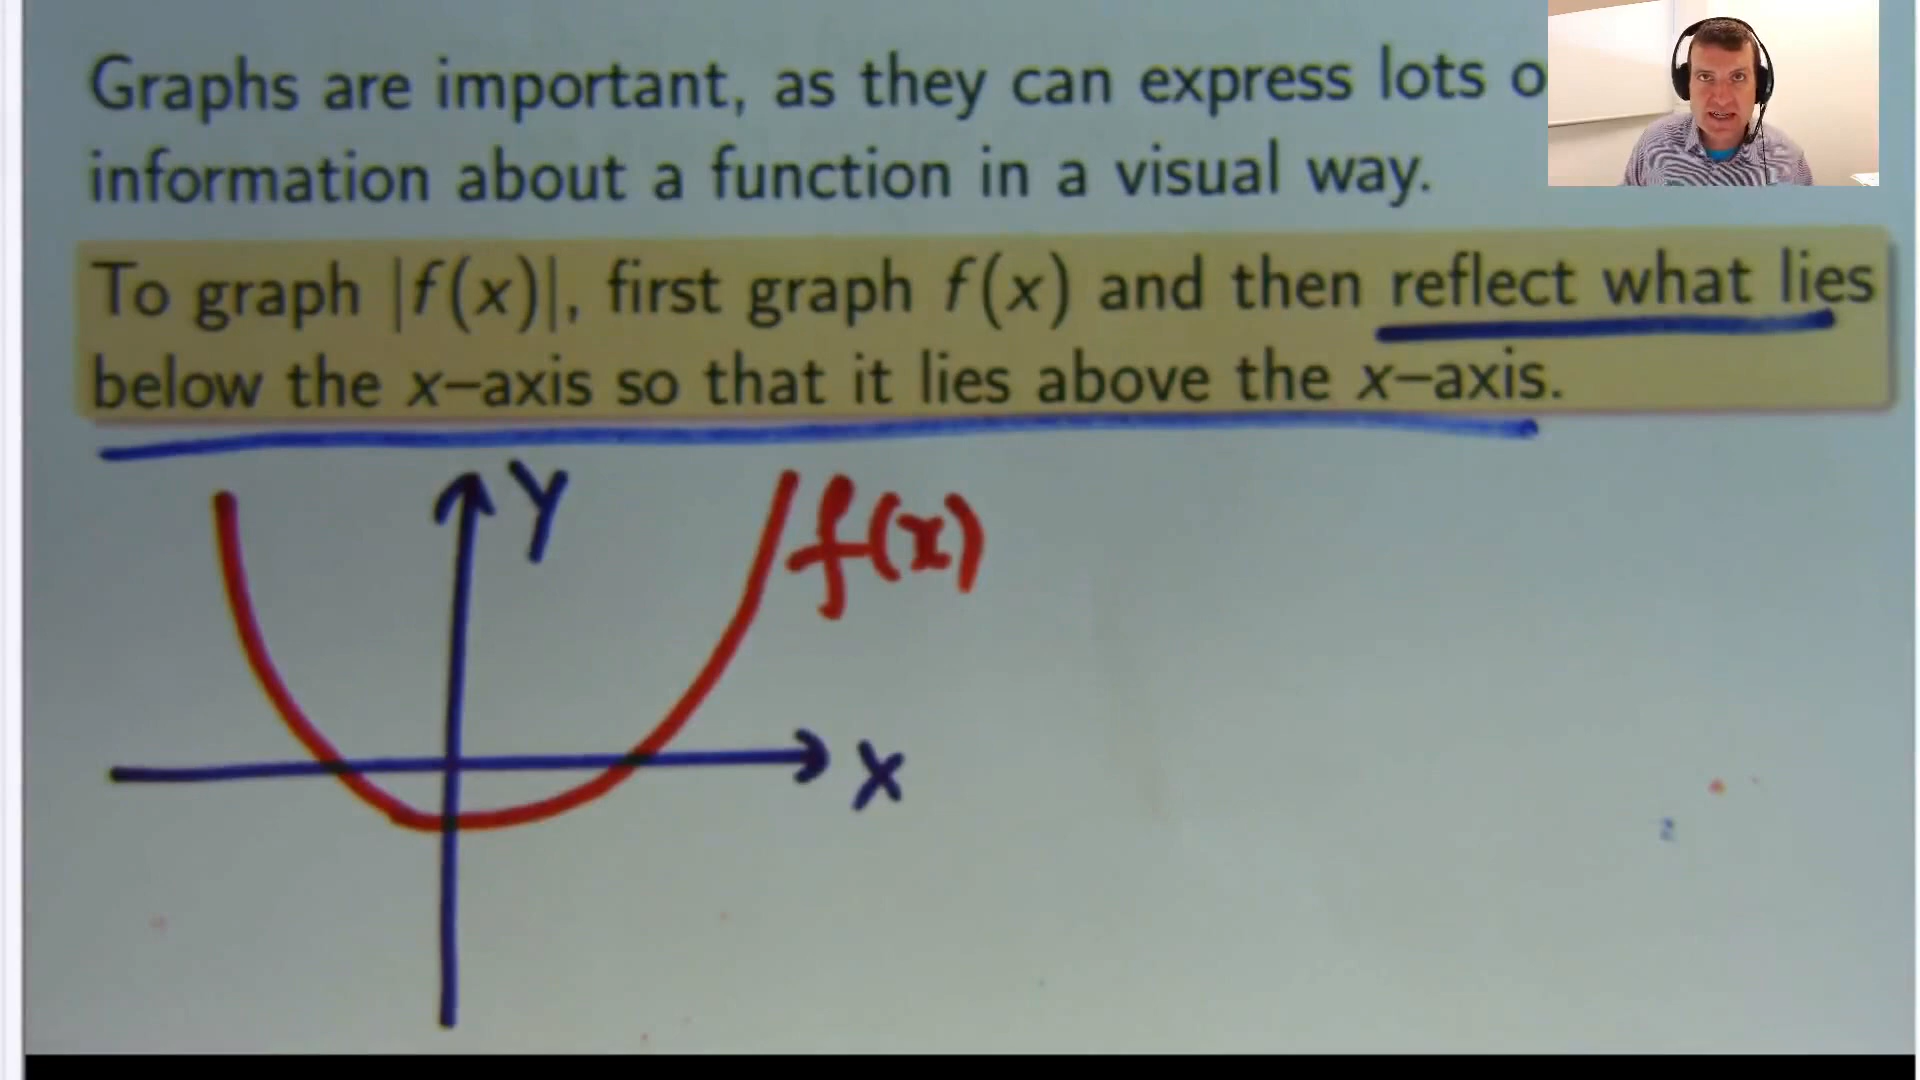 Graphs are important, as they can express lots o
information about a function in a visual way.
To graph |f(x)|, first graph f(x) and then reflect what lies
below the x–axis so that it lies above the x–axis.
y
f(x)
x